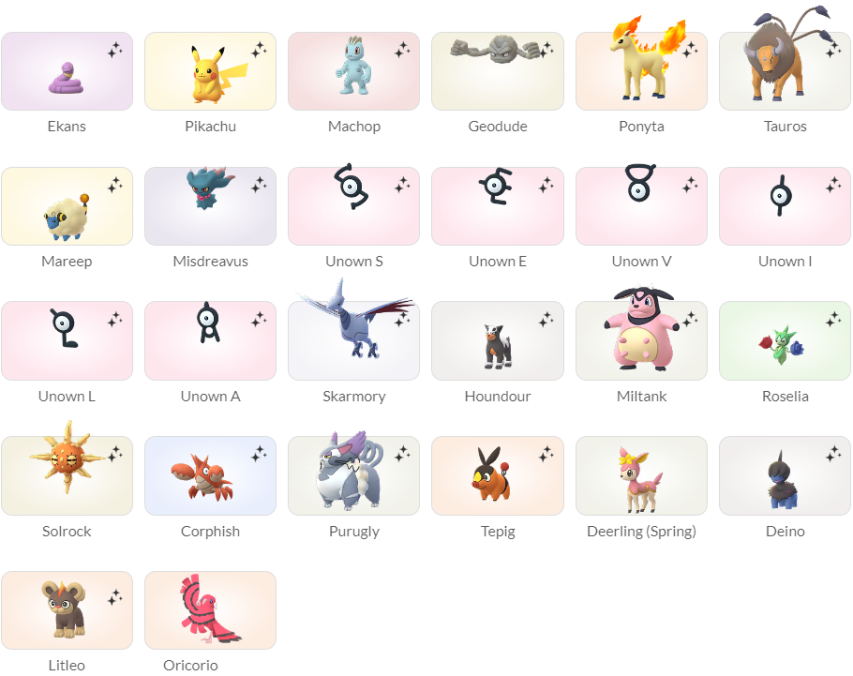 Ekans Pikachu Machop Geodude Ponyta Tauros
Mareep Misdreavus Unown S Unown E Unown V Unown I
Unown L Unown A Skarmory Houndour Miltank Roselia
Solrock Corphish Purugly Tepig Deerling (Spring) Deino
Litleo Oricorio